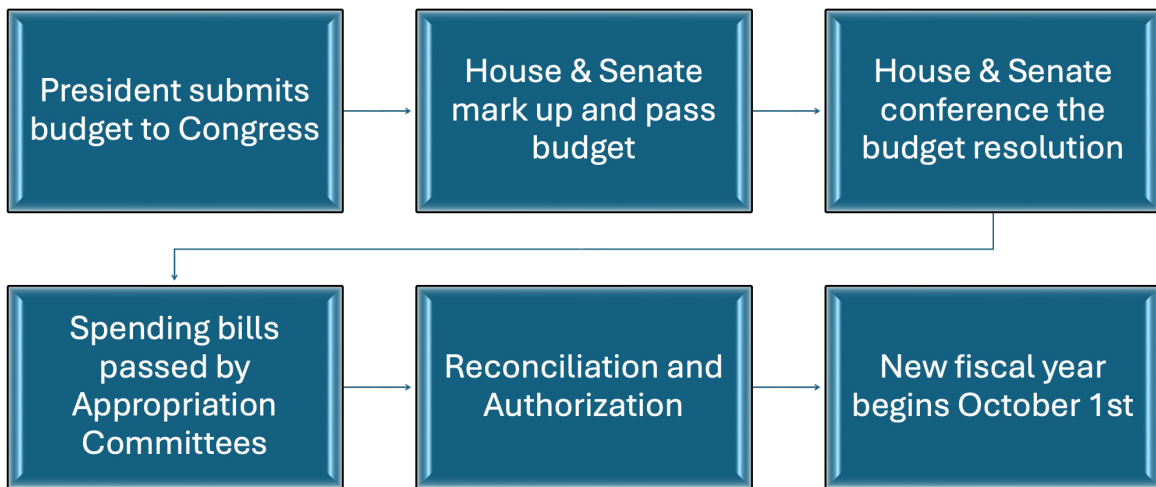 President submits
budget to Congress
House & Senate
mark up and pass
budget
House & Senate
conference the
budget resolution
Spending bills
passed by
Appropriation
Committees
Reconciliation and
Authorization
New fiscal year
begins October 1st